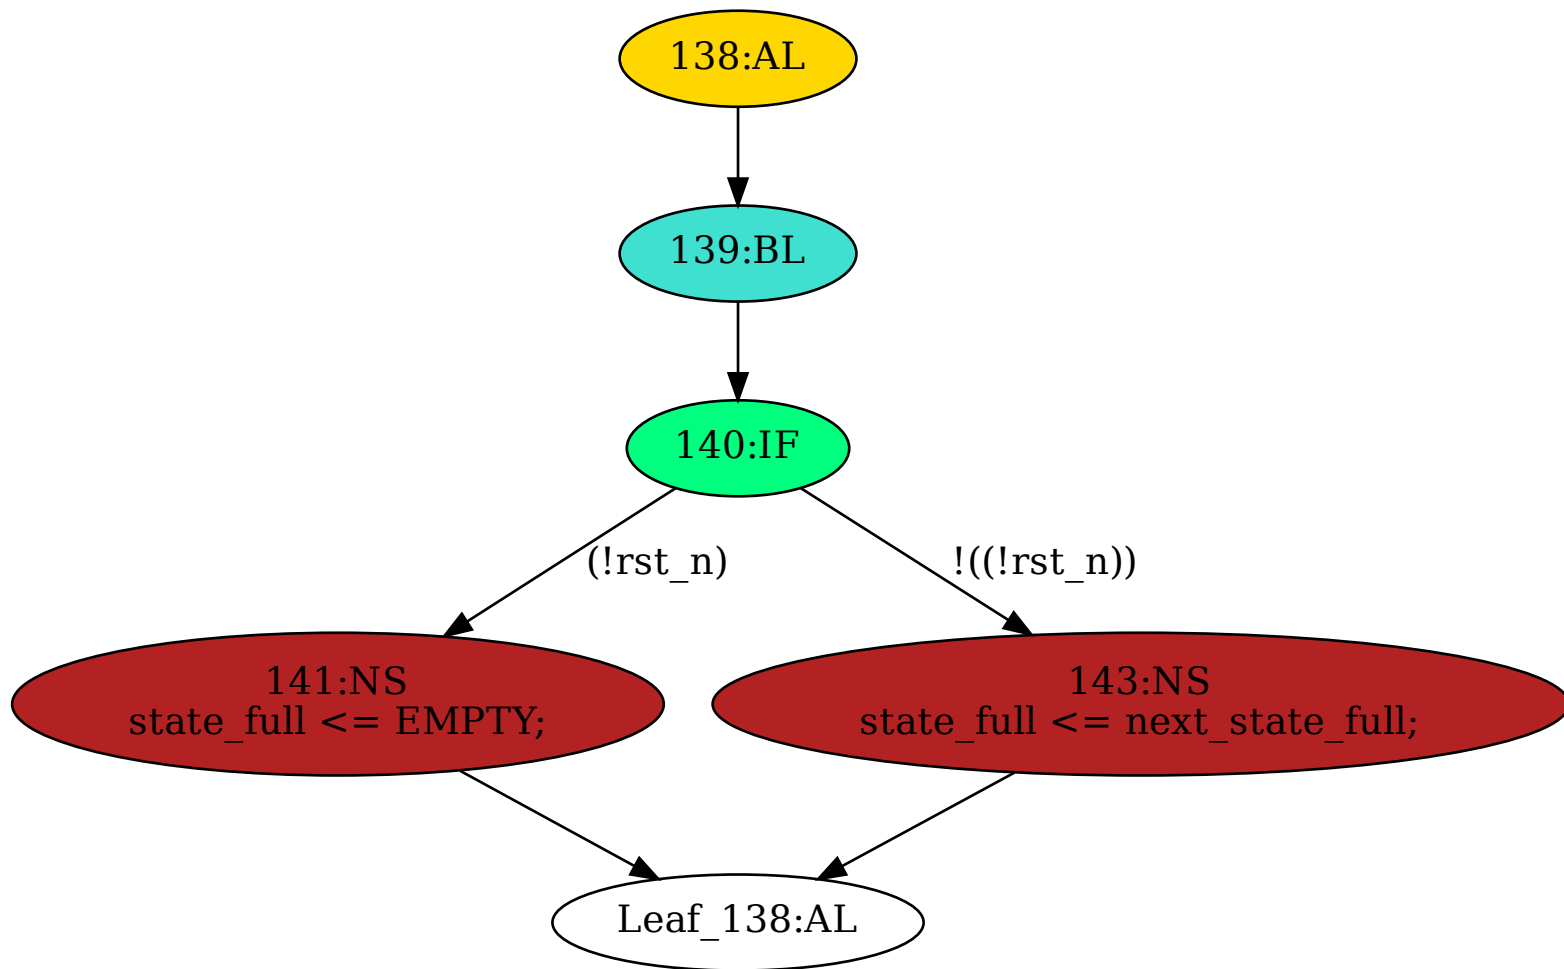 138:AL
139:BL
140:IF
(!rst_n)
!((!rst_n))
141:NS
state_full <= EMPTY;
143:NS
state_full <= next_state_full;
Leaf_138:AL